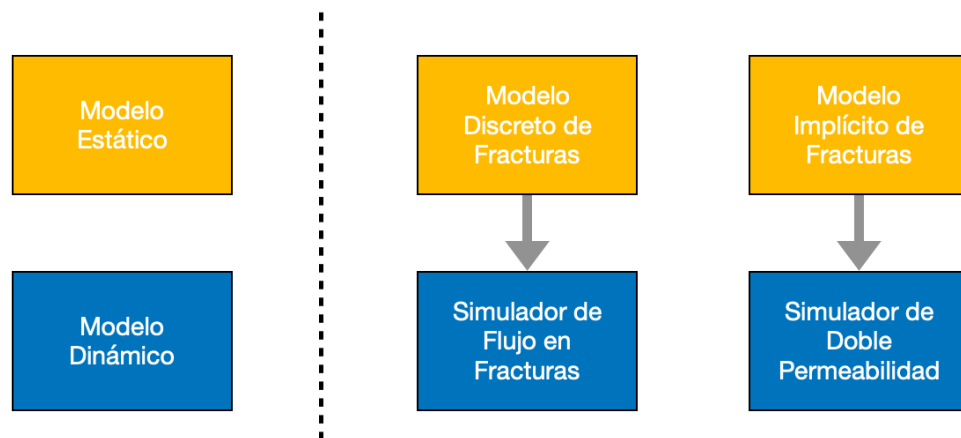 Modelo
Estático
Modelo
Discreto de
Fracturas
Modelo
Implícito de
Fracturas
Modelo
Dinámico
Simulador de
Flujo en
Fracturas
Simulador de
Doble
Permeabilidad